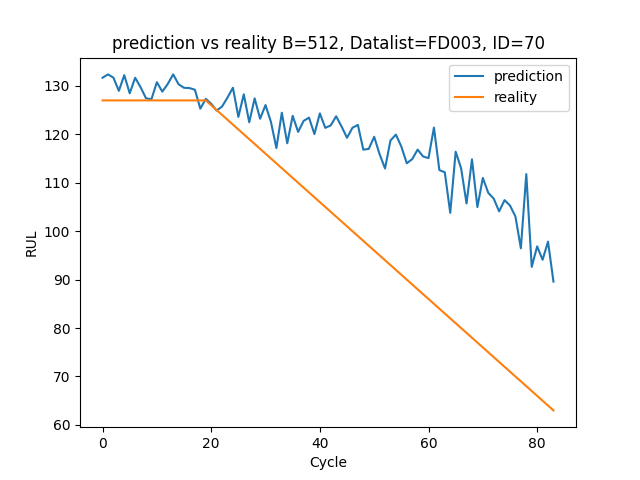 prediction vs reality B=512, Datalist=FD003, ID=70
prediction
reality
130
120
110
100
90
80
70
60
RUL
0 20 40 60 80
Cycle